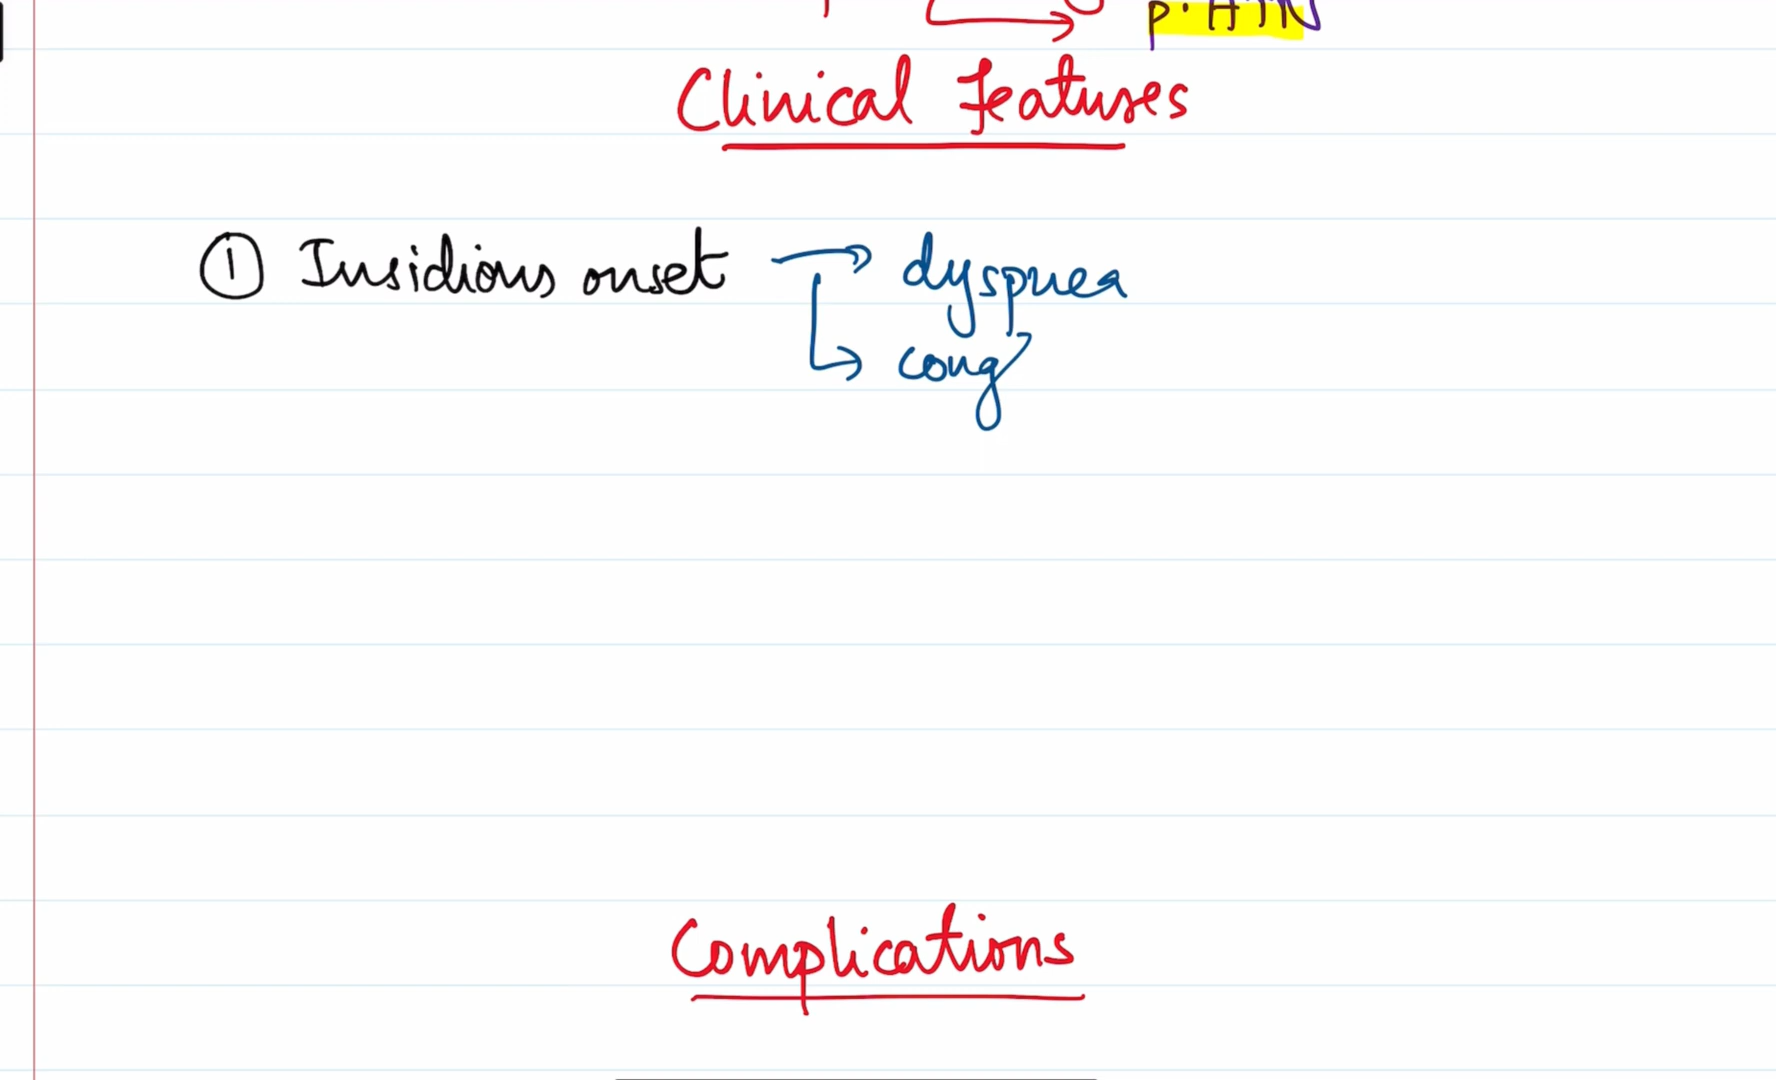 P. HTN
Clinical Features
① Insidious onset → dyspnea
↳ coug
Complications